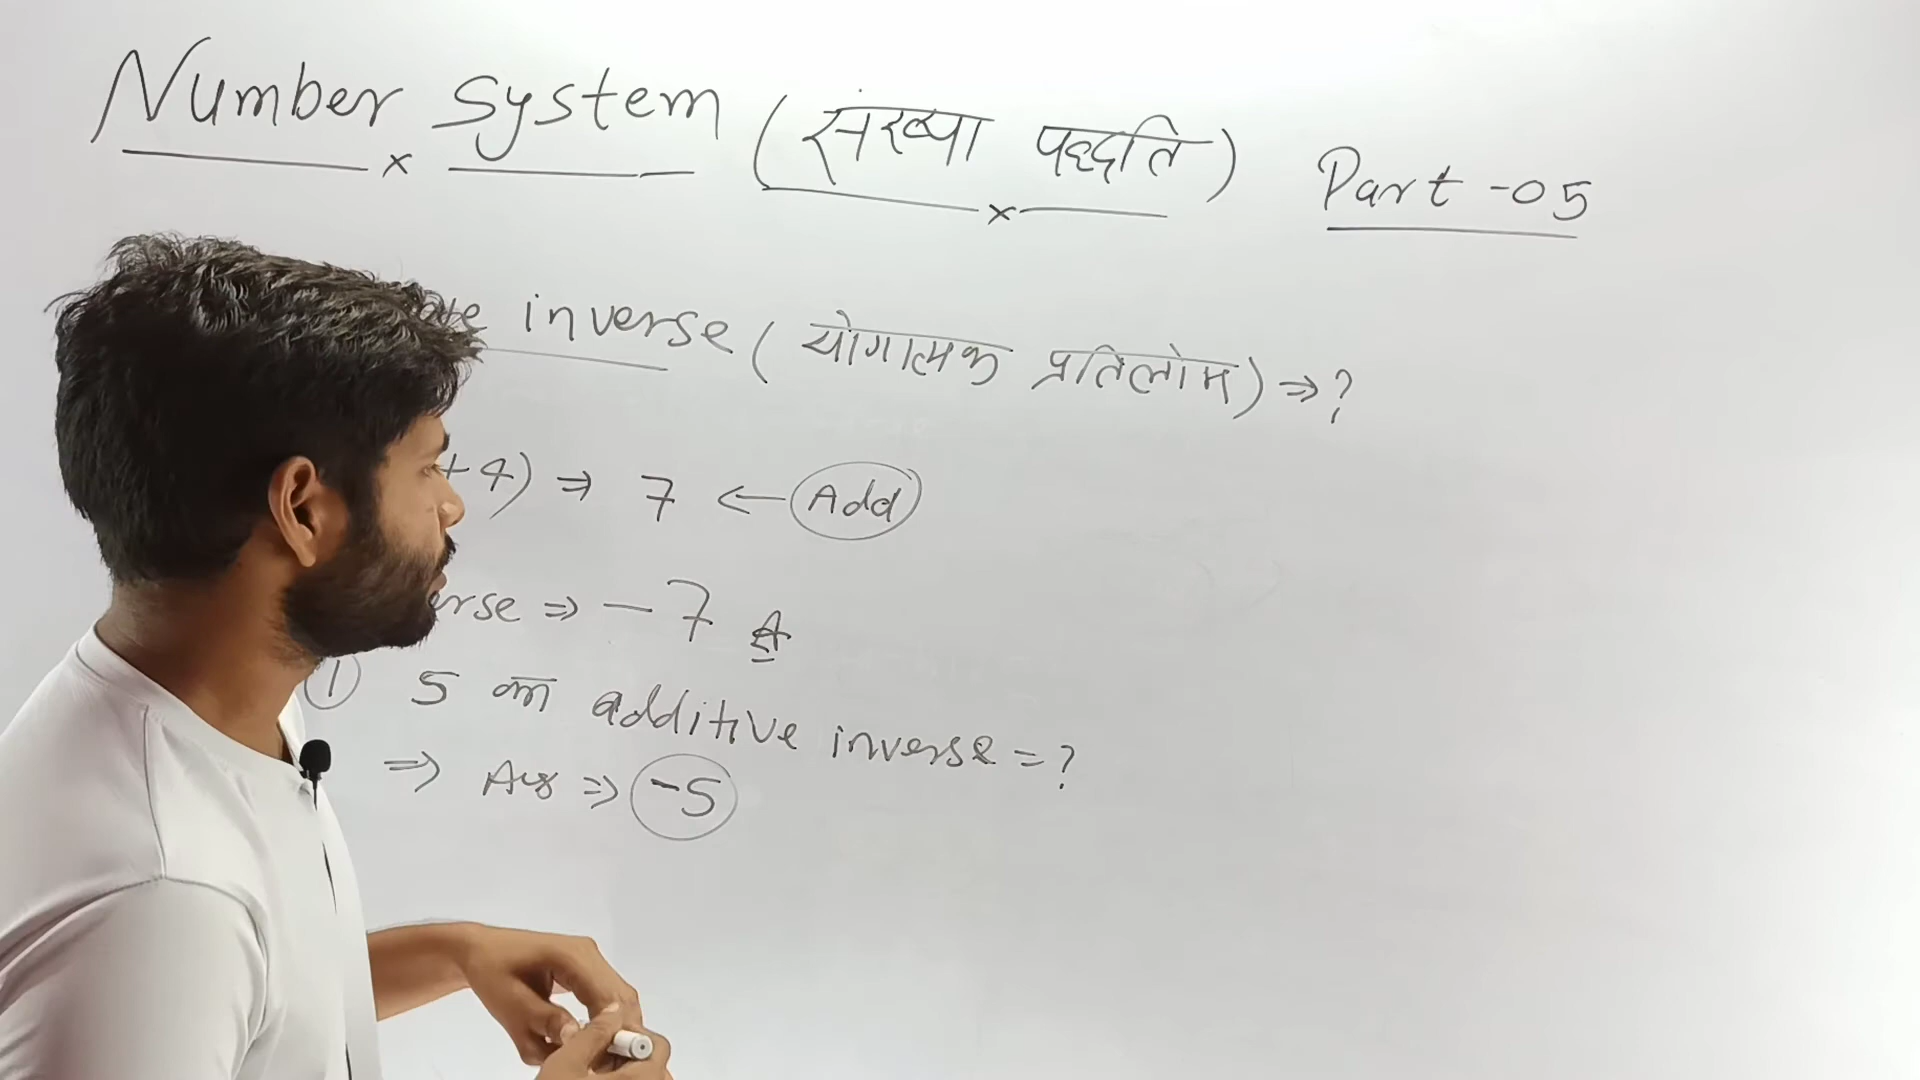 Number System (संख्या पद्धति) Part -05
inverse (योगात्मक प्रतिलोम) ⇒ ?
+4) ⇒ 7 ← Add
erse ⇒ -7 A
① 5 का additive inverse = ?
⇒ Ans ⇒ -5